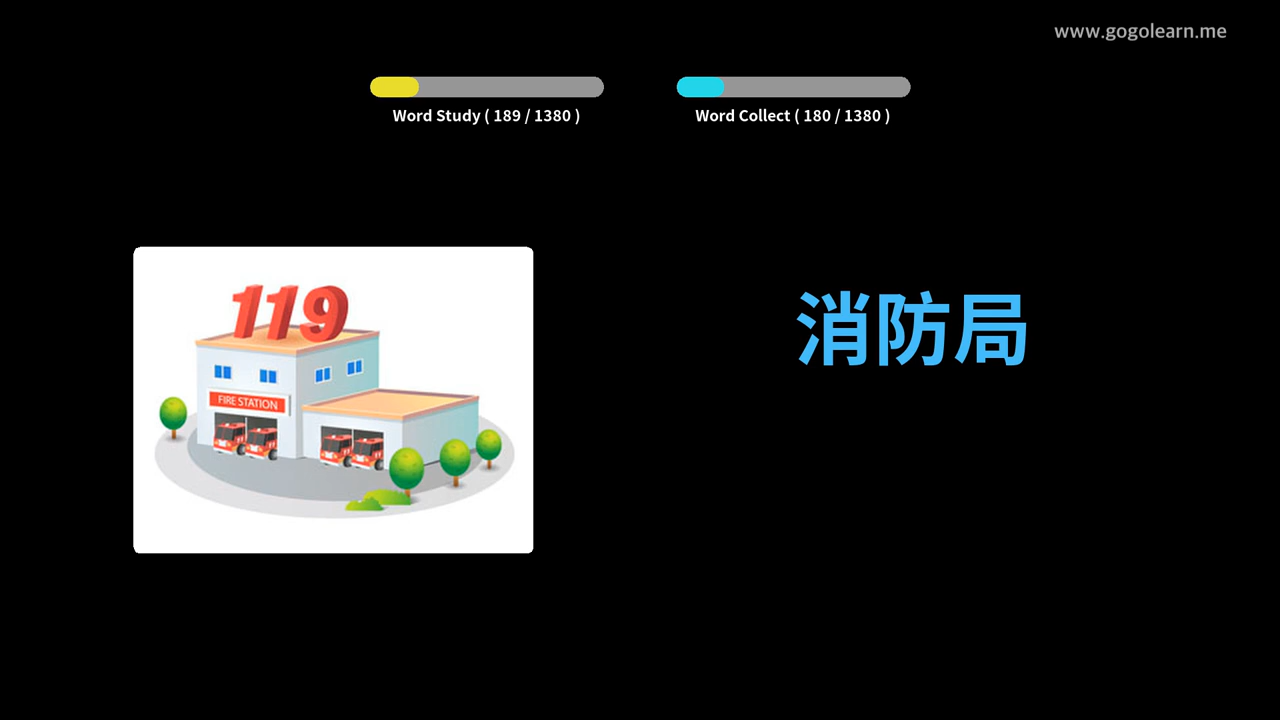 www.gogolearn.me
Word Study ( 189 / 1380 )
Word Collect ( 180 / 1380 )
119
FIRE STATION
消防局